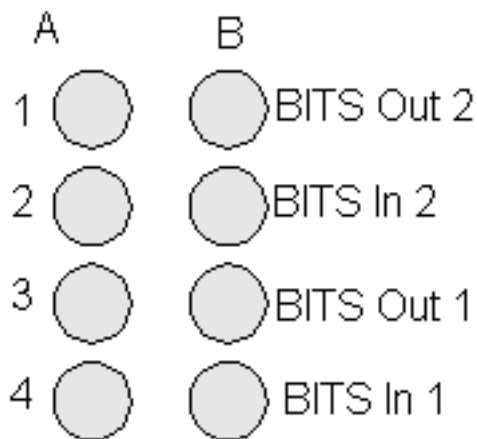 A B
1 BITS Out 2
2 BITS In 2
3 BITS Out 1
4 BITS In 1